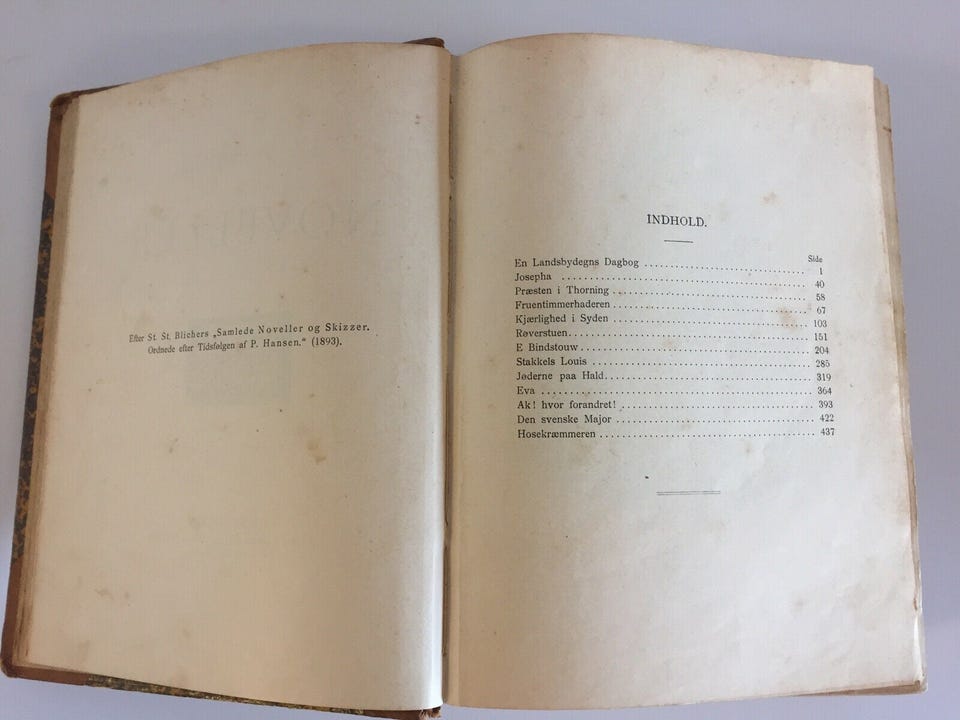 Efter St. St. Blichers „Samlede Noveller og Skizzer.
Ordnede efter Tidsfølgen af P. Hansen.“ (1893).
INDHOLD.
Side
En Landsbydegns Dagbog ........................ 1
Josepha ........................ 40
Præsten i Thorning ........................ 58
Fruentimmerhaderen ........................ 67
Kjærlighed i Syden ........................ 103
Røverstuen ........................ 151
E Bindstouw ........................ 204
Stakkels Louis ........................ 285
Jøderne paa Hald ........................ 319
Eva ........................ 364
Ak! hvor forandret! ........................ 393
Den svenske Major ........................ 422
Hosekræmmeren ........................ 437